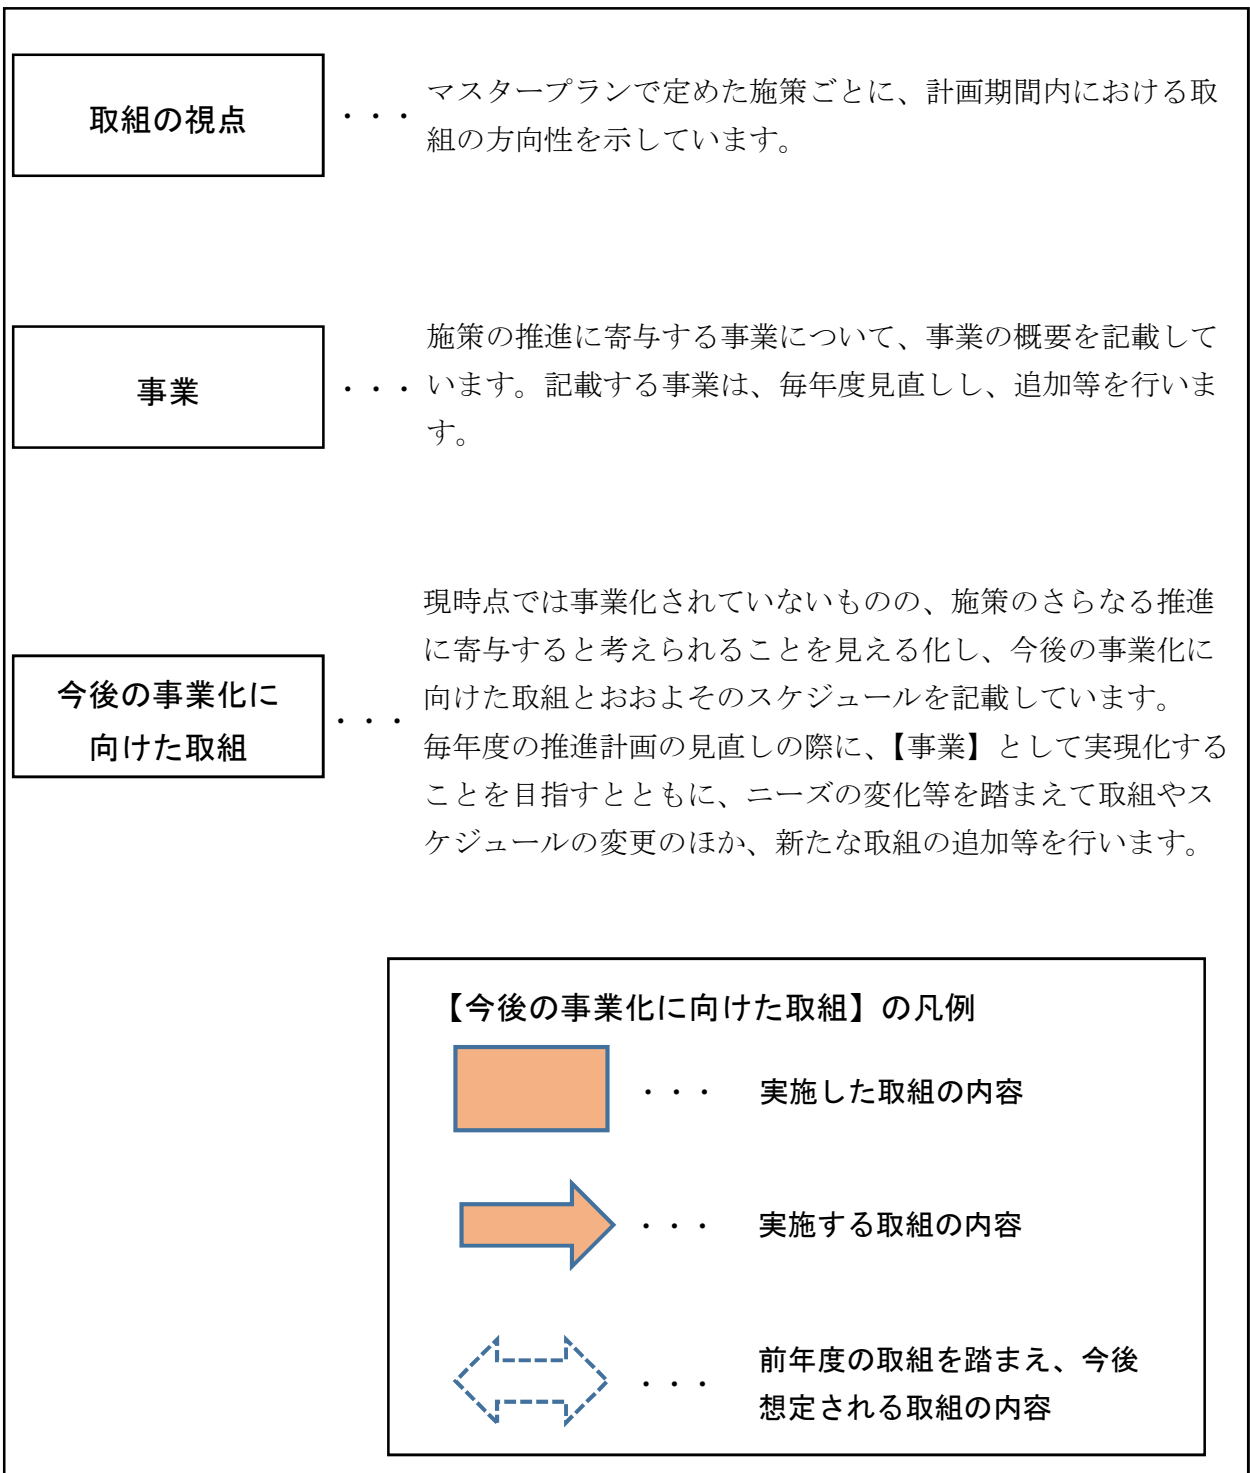 取組の視点
・・・
マスタープランで定めた施策ごとに、計画期間内における取
組の方向性を示しています。
事業
・・・
施策の推進に寄与する事業について、事業の概要を記載して
います。記載する事業は、毎年度見直しし、追加等を行いま
す。
今後の事業化に
向けた取組
・・・
現時点では事業化されていないものの、施策のさらなる推進
に寄与すると考えられることを見える化し、今後の事業化に
向けた取組とおおよそのスケジュールを記載しています。
毎年度の推進計画の見直しの際に、【事業】として実現化する
ことを目指すとともに、ニーズの変化等を踏まえて取組やス
ケジュールの変更のほか、新たな取組の追加等を行います。
【今後の事業化に向けた取組】の凡例
・・・ 実施した取組の内容
・・・ 実施する取組の内容
・・・ 前年度の取組を踏まえ、今後
想定される取組の内容